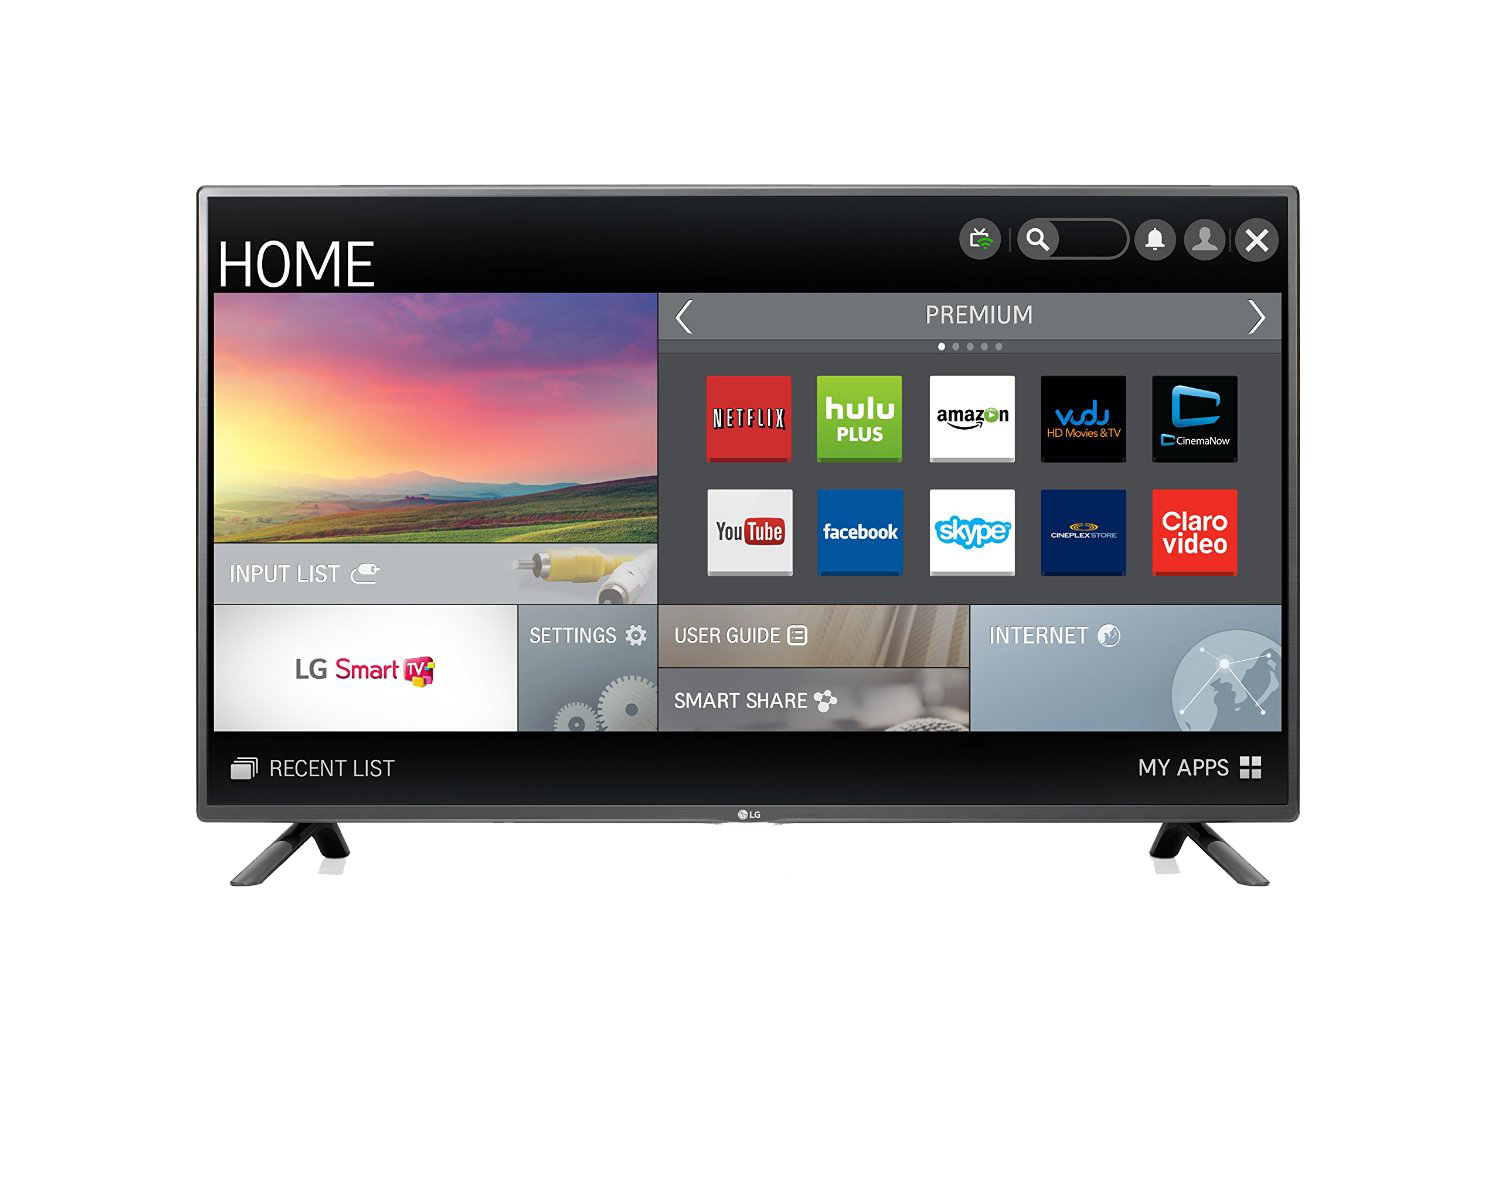 HOME
PREMIUM
NETFLIX
hulu
PLUS
amazon
vudu
HD Movies & TV
CinemaNow
YouTube
facebook
skype
CINEPLEX STORE
Claro
video
INPUT LIST
LG Smart TV
SETTINGS
USER GUIDE
SMART SHARE
INTERNET
RECENT LIST
MY APPS
LG